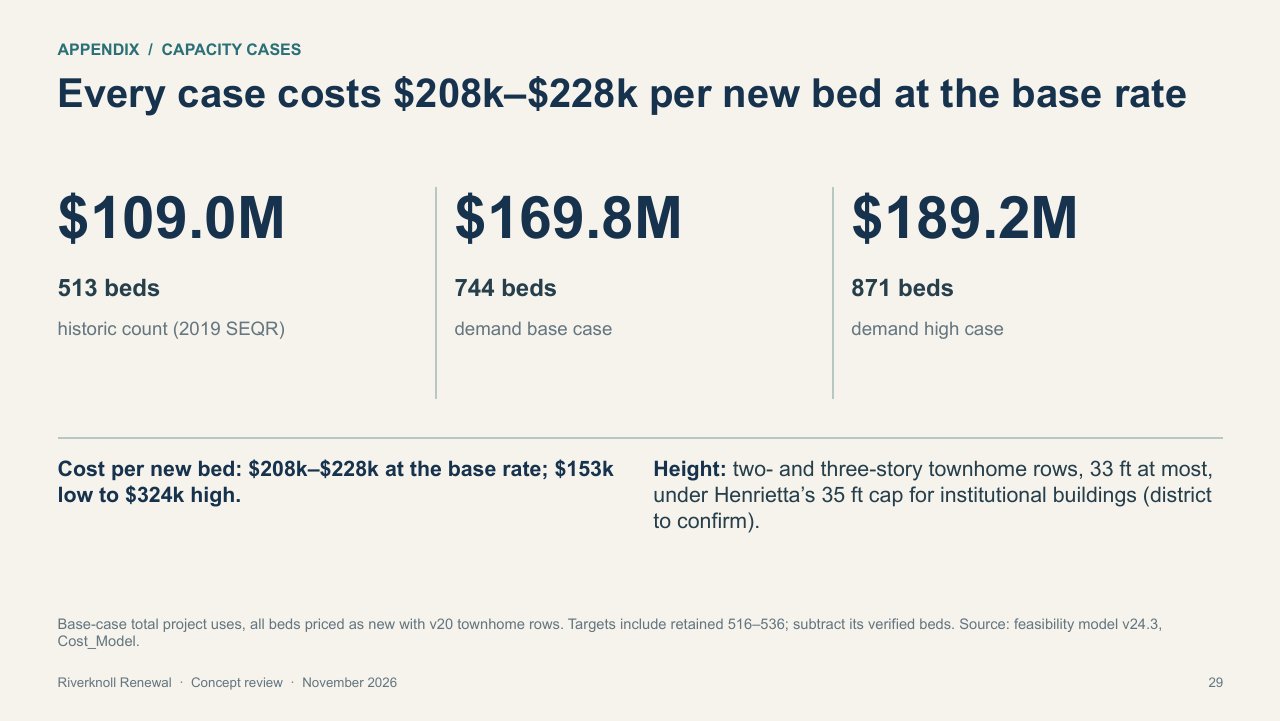 APPENDIX / CAPACITY CASES
Every case costs $208k–$228k per new bed at the base rate
$109.0M
513 beds
historic count (2019 SEQR)
$169.8M
744 beds
demand base case
$189.2M
871 beds
demand high case
Cost per new bed: $208k–$228k at the base rate; $153k
low to $324k high.
Height: two- and three-story townhome rows, 33 ft at most,
under Henrietta’s 35 ft cap for institutional buildings (district
to confirm).
Base-case total project uses, all beds priced as new with v20 townhome rows. Targets include retained 516–536; subtract its verified beds. Source: feasibility model v24.3,
Cost_Model.
Riverknoll Renewal · Concept review · November 2026
29